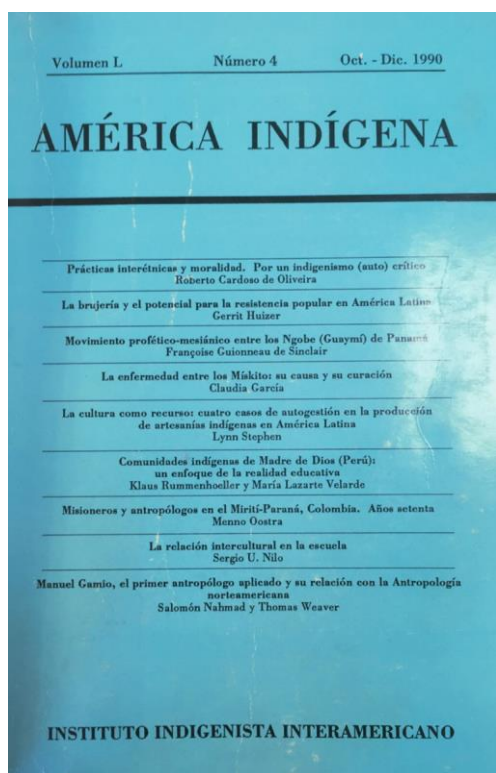 Volumen L Número 4 Oct. - Dic. 1990
AMÉRICA INDÍGENA
Prácticas interétnicas y moralidad. Por un indigenismo (auto) crítico
Roberto Cardoso de Oliveira
La brujería y el potencial para la resistencia popular en América Latina
Gerrit Huizer
Movimiento profético-mesiánico entre los Ngobe (Guaymí) de Panamá
Françoise Guionneau de Sinclair
La enfermedad entre los Mískito: su causa y su curación
Claudia García
La cultura como recurso: cuatro casos de autogestión en la producción
de artesanías indígenas en América Latina
Lynn Stephen
Comunidades indígenas de Madre de Dios (Perú):
un enfoque de la realidad educativa
Klaus Rummenhoeller y María Lazarte Velarde
Misioneros y antropólogos en el Mirití-Paraná, Colombia. Años setenta
Menno Oostra
La relación intercultural en la escuela
Sergio U. Nilo
Manuel Gamio, el primer antropólogo aplicado y su relación con la Antropología
norteamericana
Salomón Nahmad y Thomas Weaver
INSTITUTO INDIGENISTA INTERAMERICANO